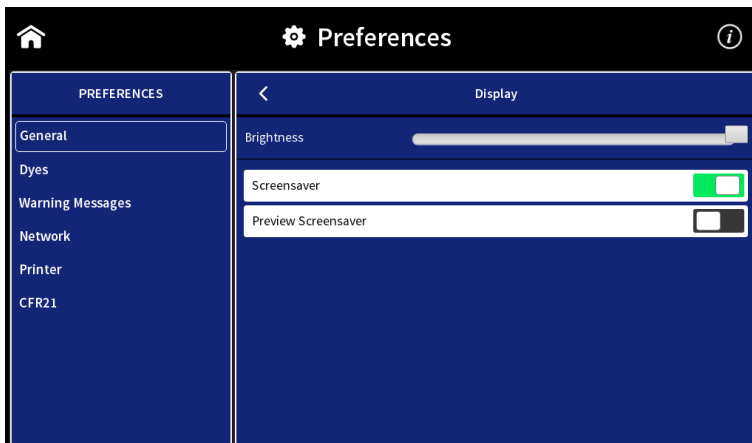 Preferences
i
PREFERENCES
General
Dyes
Warning Messages
Network
Printer
CFR21
Display
Brightness
Screensaver
Preview Screensaver